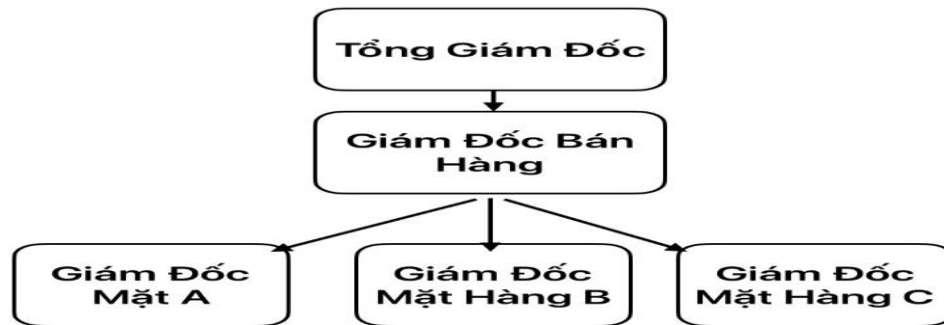 Tổng Giám Đốc
Giám Đốc Bán
Hàng
Giám Đốc
Mặt A
Giám Đốc
Mặt Hàng B
Giám Đốc
Mặt Hàng C